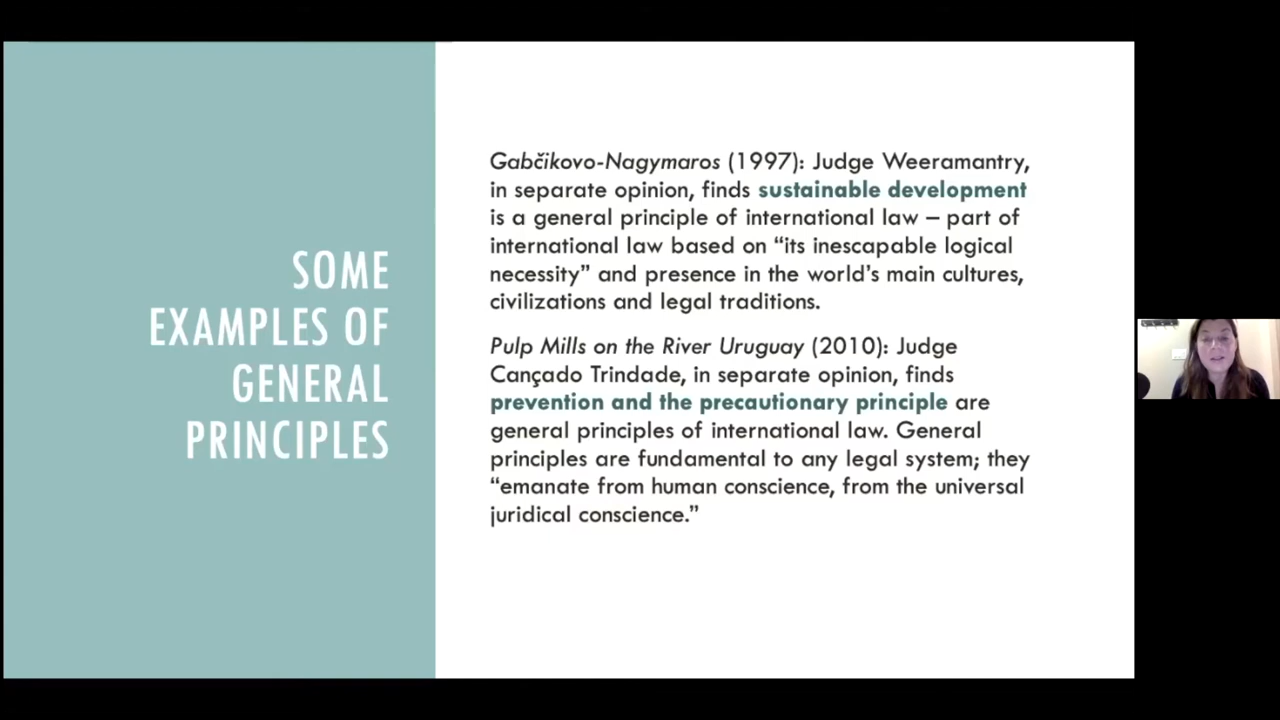 SOME
EXAMPLES OF
GENERAL
PRINCIPLES
Gabčikovo-Nagymaros (1997): Judge Weeramantry,
in separate opinion, finds sustainable development
is a general principle of international law – part of
international law based on “its inescapable logical
necessity” and presence in the world’s main cultures,
civilizations and legal traditions.
Pulp Mills on the River Uruguay (2010): Judge
Cançado Trindade, in separate opinion, finds
prevention and the precautionary principle are
general principles of international law. General
principles are fundamental to any legal system; they
“emanate from human conscience, from the universal
juridical conscience.”